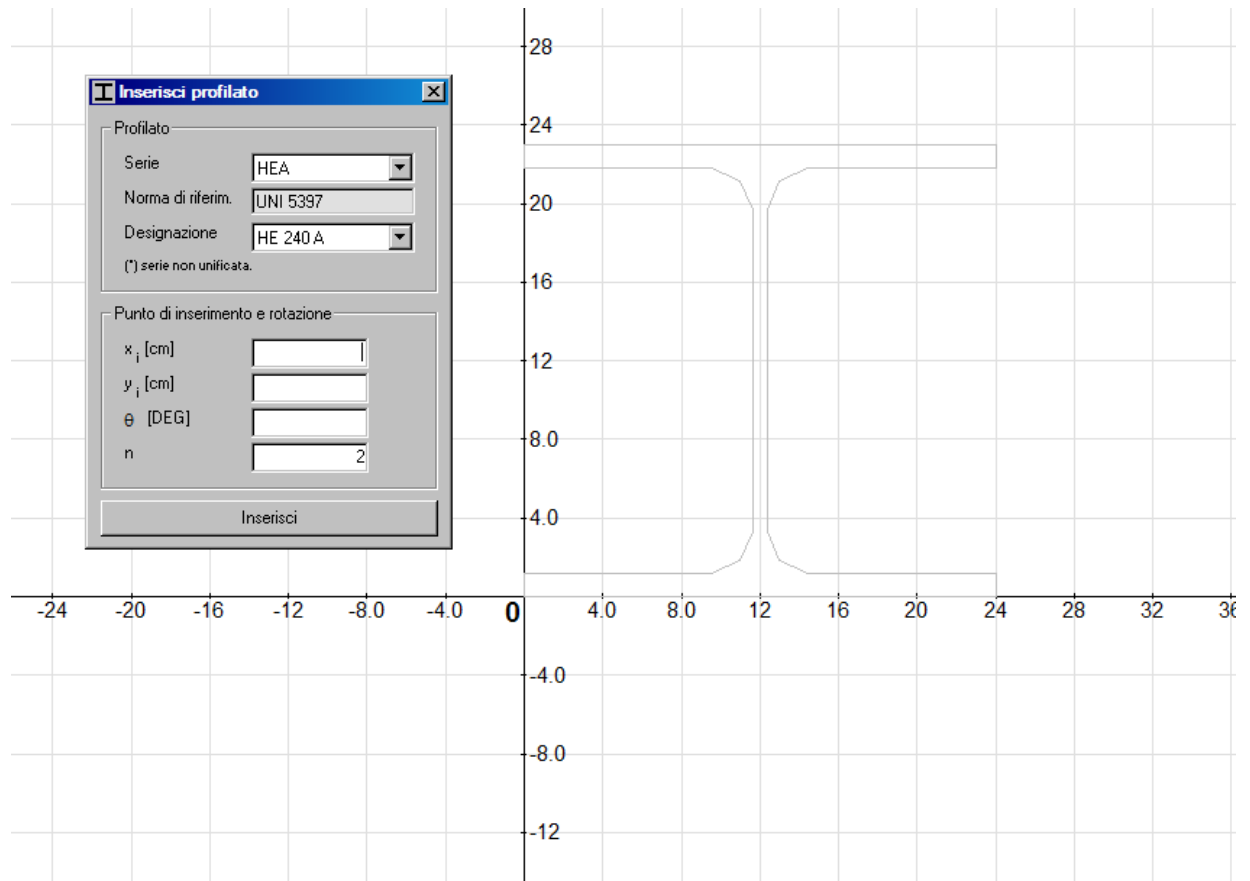 Inserisci profilato
Profilato
Serie
HEA
Norma di riferim.
UNI 5397
Designazione
HE 240 A
(*) serie non unificata.
Punto di inserimento e rotazione
x i [cm]
y i [cm]
θ [DEG]
n
2
Inserisci
28
24
20
16
12
8.0
4.0
-24
-20
-16
-12
-8.0
-4.0
0
4.0
8.0
12
16
20
24
28
32
36
-4.0
-8.0
-12